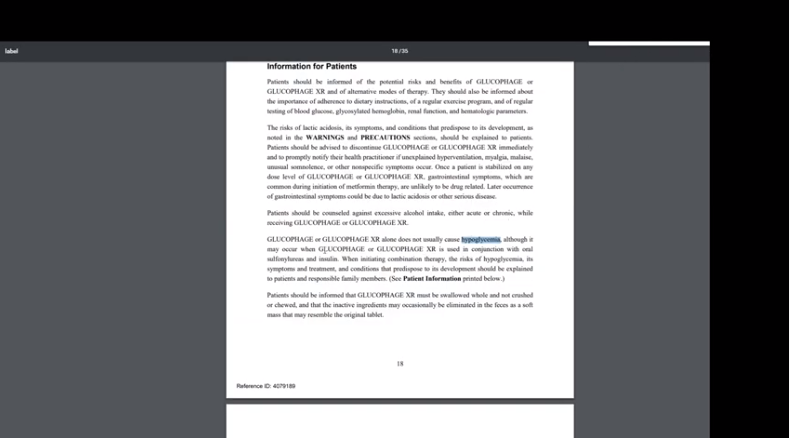 label
18 / 35
Information for Patients
Patients should be informed of the potential risks and benefits of GLUCOPHAGE or
GLUCOPHAGE XR and of alternative modes of therapy. They should also be informed about
the importance of adherence to dietary instructions, of a regular exercise program, and of regular
testing of blood glucose, glycosylated hemoglobin, renal function, and hematologic parameters.
The risks of lactic acidosis, its symptoms, and conditions that predispose to its development, as
noted in the WARNINGS and PRECAUTIONS sections, should be explained to patients.
Patients should be advised to discontinue GLUCOPHAGE or GLUCOPHAGE XR immediately
and to promptly notify their health practitioner if unexplained hyperventilation, myalgia, malaise,
unusual somnolence, or other nonspecific symptoms occur. Once a patient is stabilized on any
dose level of GLUCOPHAGE or GLUCOPHAGE XR, gastrointestinal symptoms, which are
common during initiation of metformin therapy, are unlikely to be drug related. Later occurrence
of gastrointestinal symptoms could be due to lactic acidosis or other serious disease.
Patients should be counseled against excessive alcohol intake, either acute or chronic, while
receiving GLUCOPHAGE or GLUCOPHAGE XR.
GLUCOPHAGE or GLUCOPHAGE XR alone does not usually cause hypoglycemia, although it
may occur when GLUCOPHAGE or GLUCOPHAGE XR is used in conjunction with oral
sulfonylureas and insulin. When initiating combination therapy, the risks of hypoglycemia, its
symptoms and treatment, and conditions that predispose to its development should be explained
to patients and responsible family members. (See Patient Information printed below.)
Patients should be informed that GLUCOPHAGE XR must be swallowed whole and not crushed
or chewed, and that the inactive ingredients may occasionally be eliminated in the feces as a soft
mass that may resemble the original tablet.
18
Reference ID: 4079189